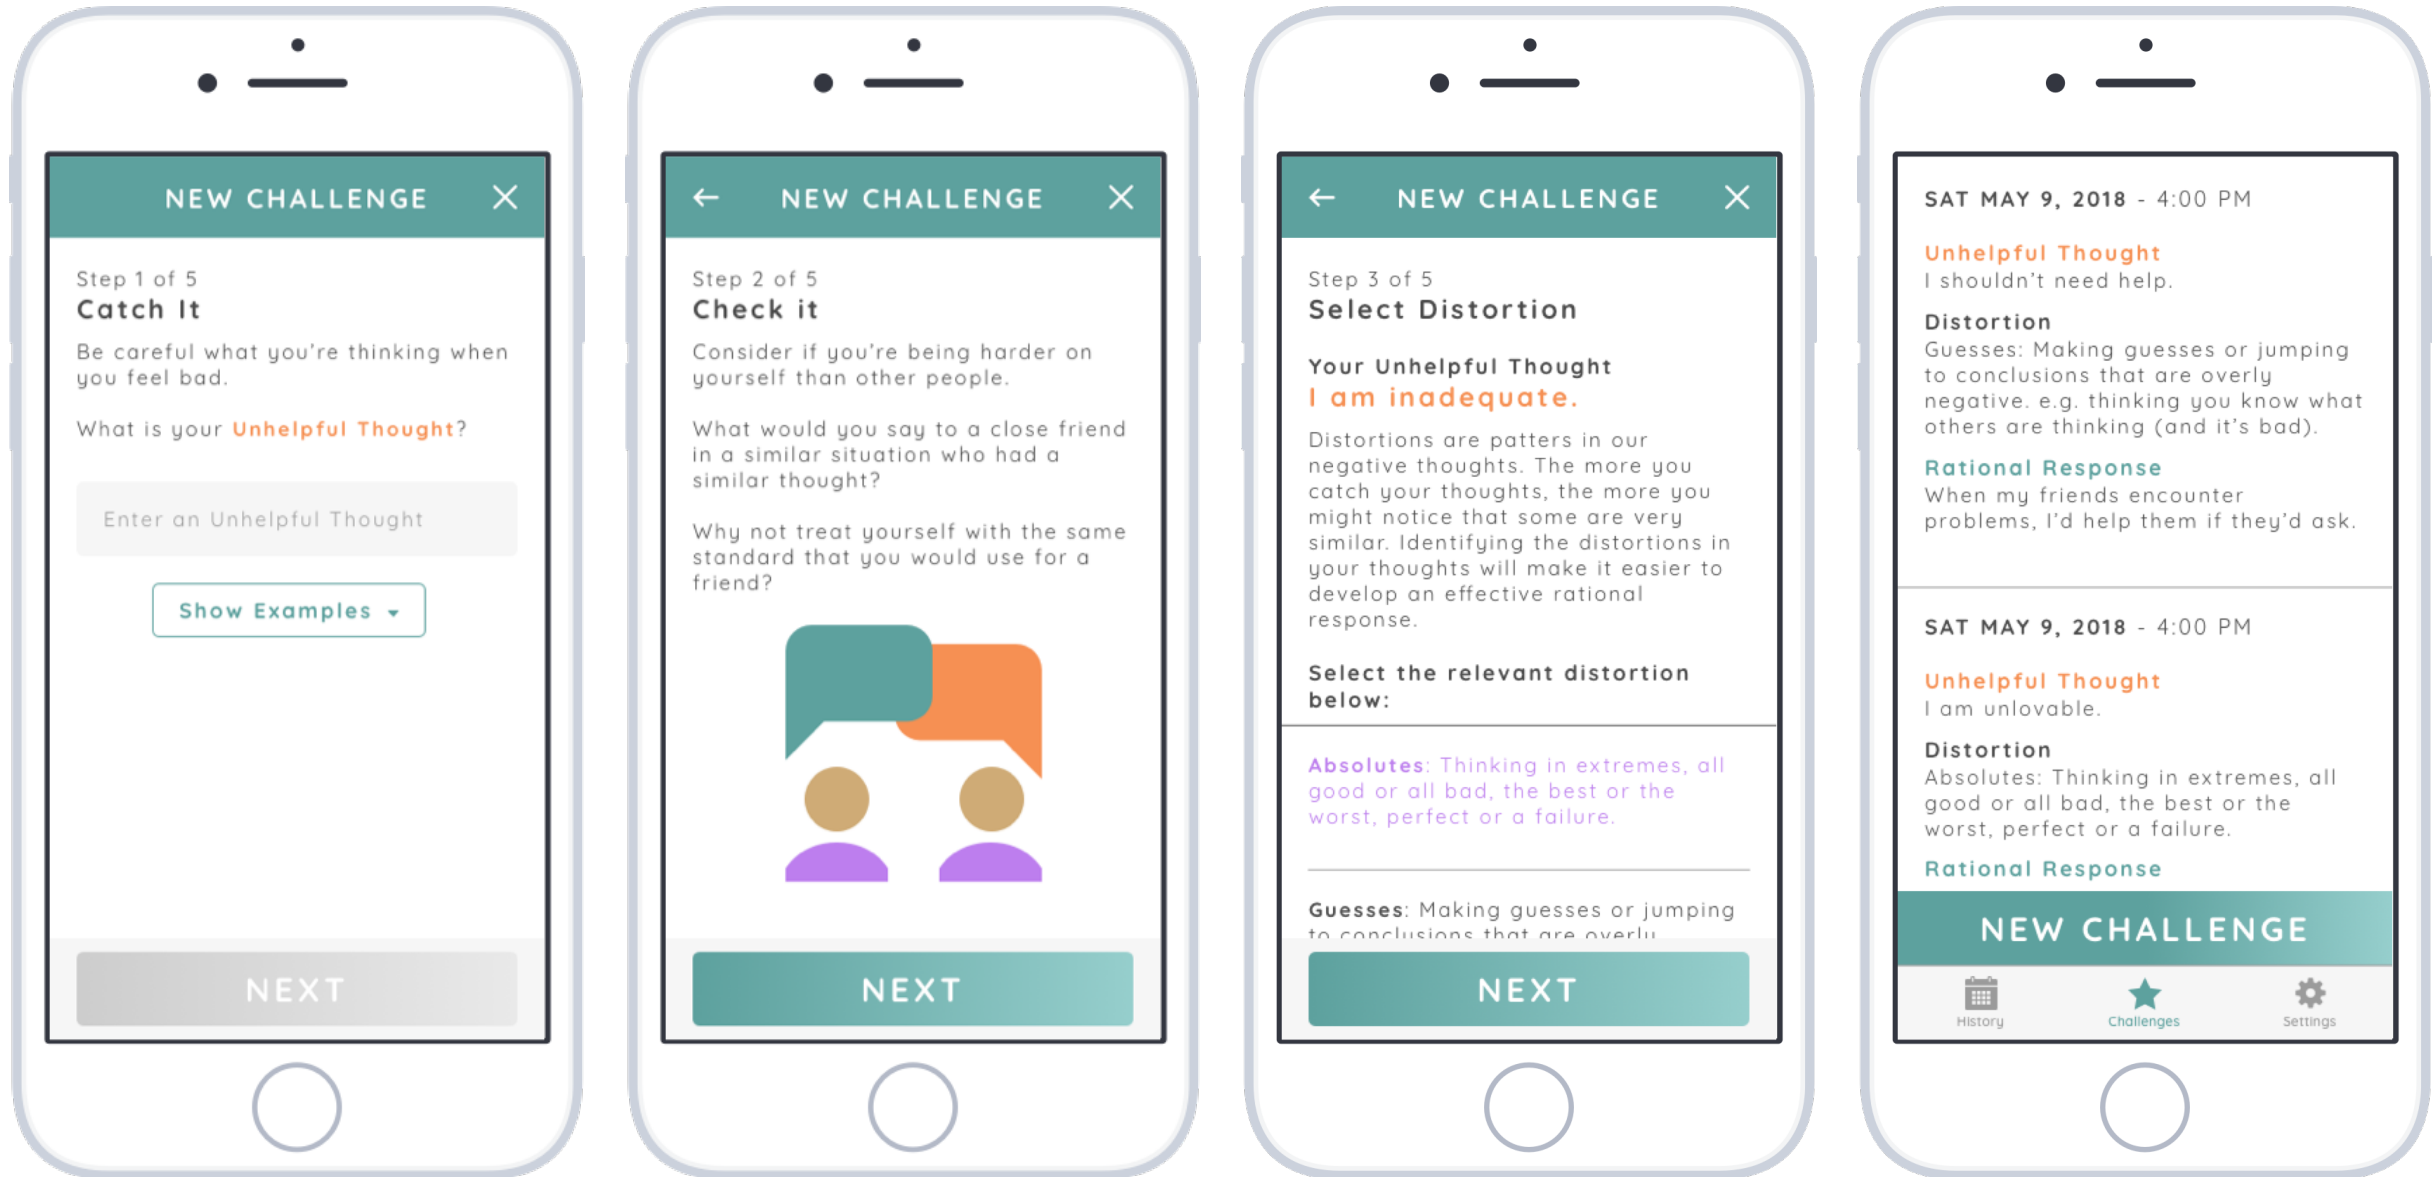 NEW CHALLENGE
Step 1 of 5
Catch It
Be careful what you're thinking when
you feel bad.
What is your Unhelpful Thought?
Enter an Unhelpful Thought
Show Examples
NEXT
NEW CHALLENGE
Step 2 of 5
Check it
Consider if you're being harder on
yourself than other people.
What would you say to a close friend
in a similar situation who had a
similar thought?
Why not treat yourself with the same
standard that you would use for a
friend?
NEXT
NEW CHALLENGE
Step 3 of 5
Select Distortion
Your Unhelpful Thought
I am inadequate.
Distortions are patters in our
negative thoughts. The more you
catch your thoughts, the more you
might notice that some are very
similar. Identifying the distortions in
your thoughts will make it easier to
develop an effective rational
response.
Select the relevant distortion
below:
Absolutes: Thinking in extremes, all
good or all bad, the best or the
worst, perfect or a failure.
Guesses: Making guesses or jumping
to conclusions that are overly
NEXT
SAT MAY 9, 2018 - 4:00 PM
Unhelpful Thought
I shouldn't need help.
Distortion
Guesses: Making guesses or jumping
to conclusions that are overly
negative. e.g. thinking you know what
others are thinking (and it's bad).
Rational Response
When my friends encounter
problems, I'd help them if they'd ask.
SAT MAY 9, 2018 - 4:00 PM
Unhelpful Thought
I am unlovable.
Distortion
Absolutes: Thinking in extremes, all
good or all bad, the best or the
worst, perfect or a failure.
Rational Response
NEW CHALLENGE
History
Challenges
Settings